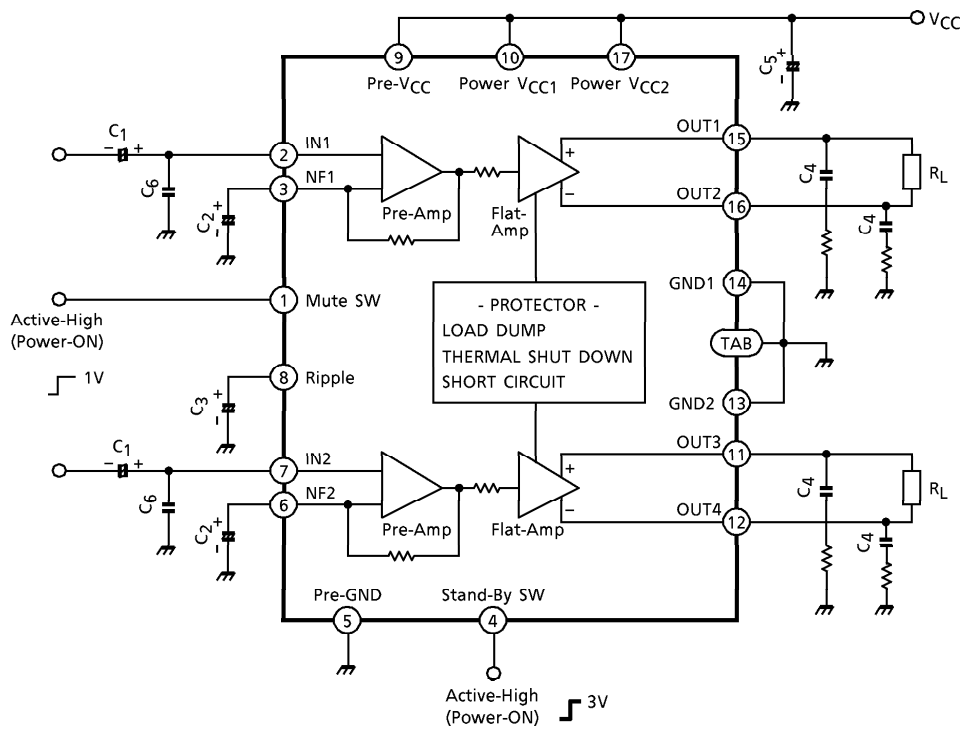 VCC
9
10
17
Pre-VCC
Power VCC1
Power VCC2
C5
-
C1
- +
2
IN1
OUT1
15
C6
3
NF1
C2
+
-
Pre-Amp
Flat-
Amp
+
-
OUT2
16
C4
C4
RL
1
Mute SW
Active-High
(Power-ON)
1V
- PROTECTOR -
LOAD DUMP
THERMAL SHUT DOWN
SHORT CIRCUIT
GND1
14
TAB
GND2
13
8
Ripple
C3
+
-
C1
- +
7
IN2
OUT3
11
C6
6
NF2
C2
+
-
Pre-Amp
Flat-Amp
+
-
OUT4
12
C4
C4
RL
Pre-GND
5
Stand-By SW
4
Active-High
(Power-ON)
3V